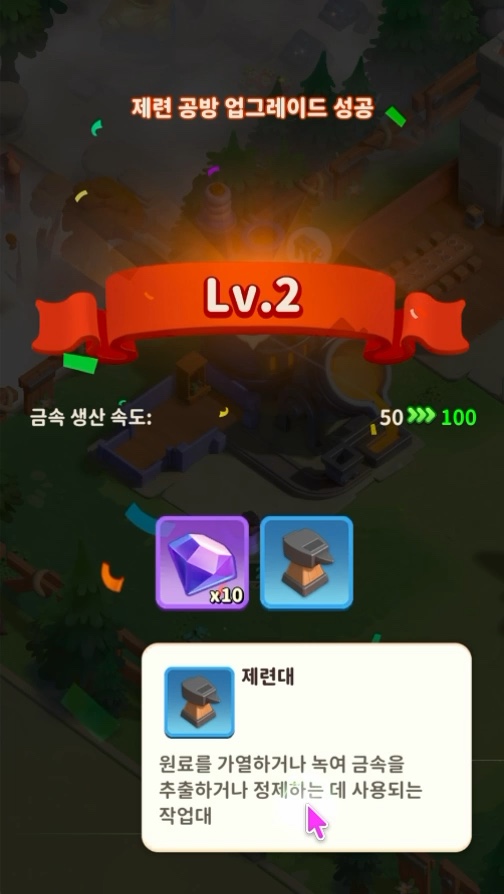 제련 공방 업그레이드 성공
Lv.2
금속 생산 속도: 50 >>> 100
x10
제련대
원료를 가열하거나 녹여 금속을
추출하거나 정제하는 데 사용되는
작업대